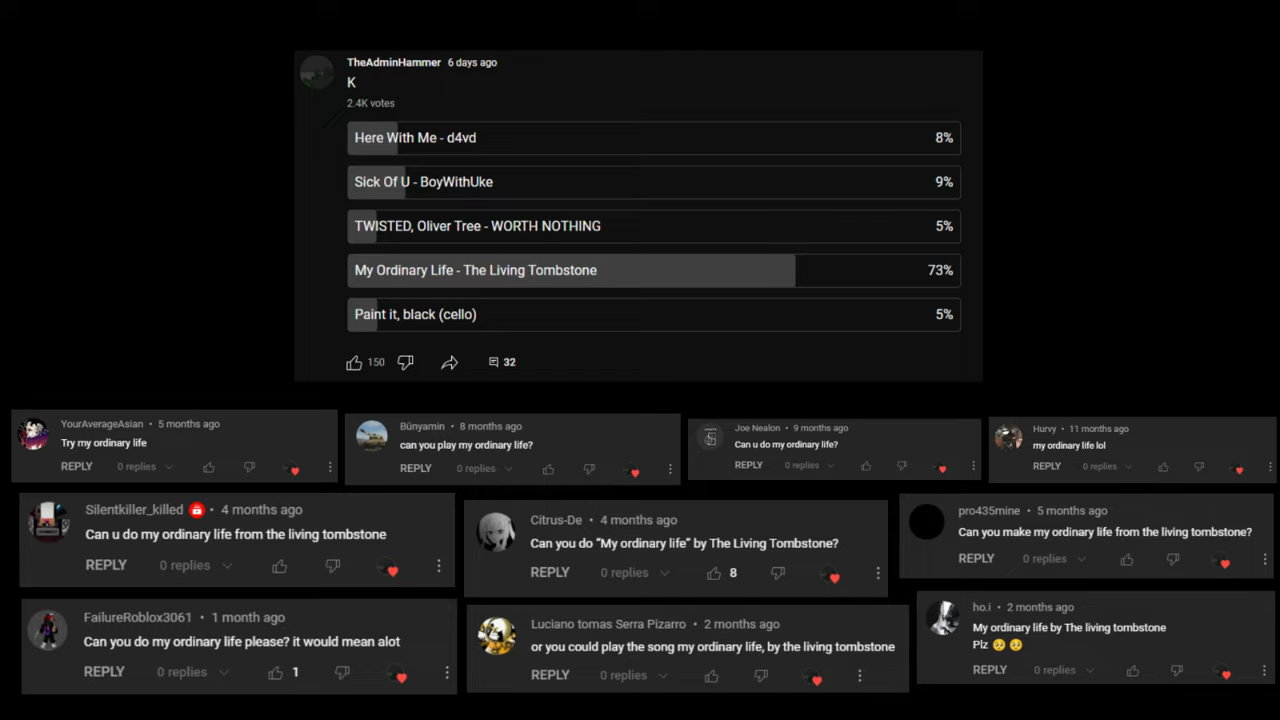 TheAdminHammer 6 days ago
K
2.4K votes
Here With Me - d4vd 8%
Sick Of U - BoyWithUke 9%
TWISTED, Oliver Tree - WORTH NOTHING 5%
My Ordinary Life - The Living Tombstone 73%
Paint it, black (cello) 5%
150 32
YourAverageAsian • 5 months ago
Try my ordinary life
REPLY 0 replies
Bünyamin • 8 months ago
can you play my ordinary life?
REPLY 0 replies
Joe Nealon • 9 months ago
Can u do my ordinary life?
REPLY 0 replies
Hurvy • 11 months ago
my ordinary life lol
REPLY 0 replies
Silentkiller_killed • 4 months ago
Can u do my ordinary life from the living tombstone
REPLY 0 replies
Citrus-De • 4 months ago
Can you do “My ordinary life” by The Living Tombstone?
REPLY 0 replies 8
pro435mine • 5 months ago
Can you make my ordinary life from the living tombstone?
REPLY 0 replies
FailureRoblox3061 • 1 month ago
Can you do my ordinary life please? it would mean alot
REPLY 0 replies 1
Luciano tomas Serra Pizarro • 2 months ago
or you could play the song my ordinary life, by the living tombstone
REPLY 0 replies
ho.i • 2 months ago
My ordinary life by The living tombstone
Plz 🥺🥺
REPLY 0 replies